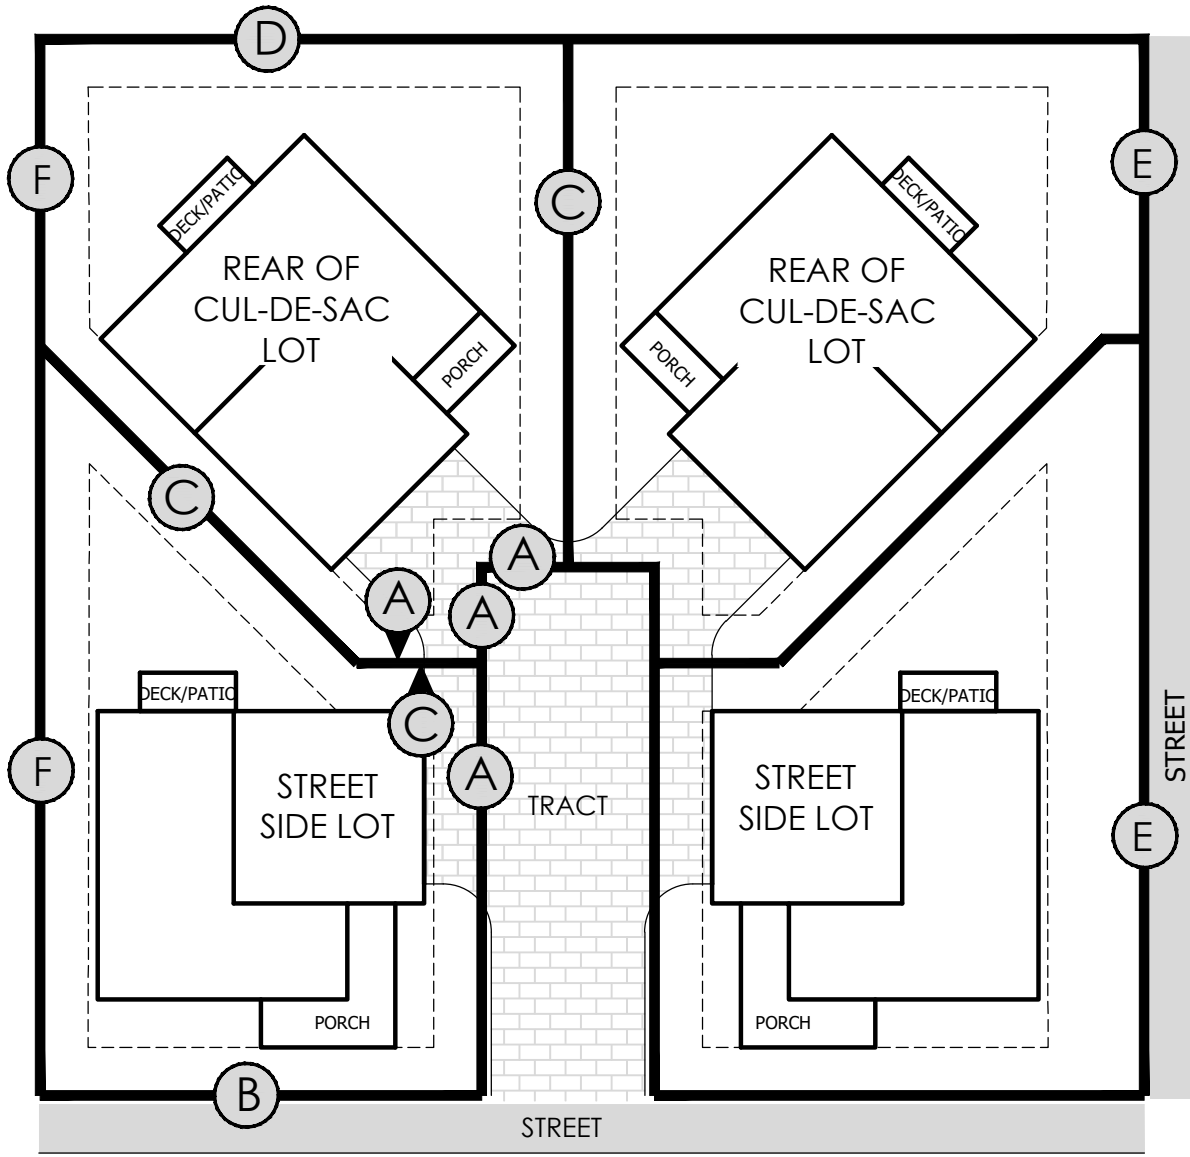 D
F
E
C
DECK/PATIO
DECK/PATIO
REAR OF
CUL-DE-SAC
LOT
REAR OF
CUL-DE-SAC
LOT
PORCH
PORCH
C
A
A
A
DECK/PATIO
DECK/PATIO
C
STREET
F
A
STREET
SIDE LOT
TRACT
STREET
SIDE LOT
E
PORCH
PORCH
B
STREET